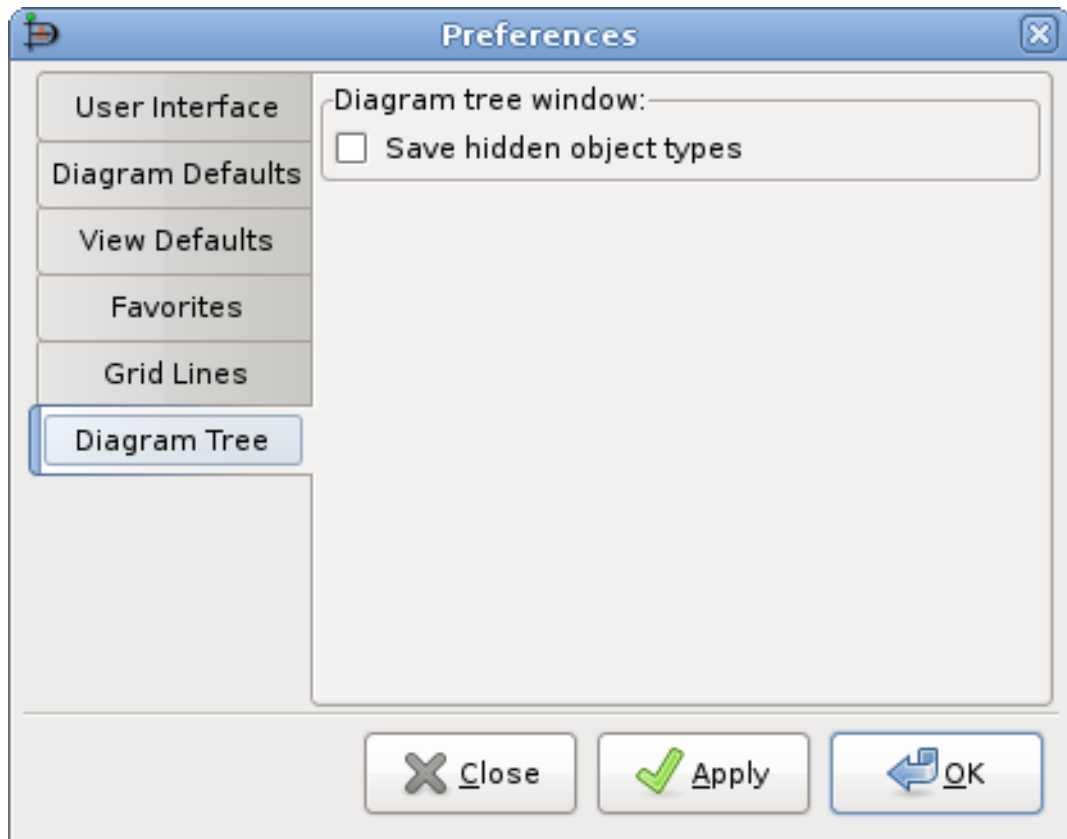 Preferences
User Interface
Diagram Defaults
View Defaults
Favorites
Grid Lines
Diagram Tree
Diagram tree window:
Save hidden object types
Close
Apply
OK